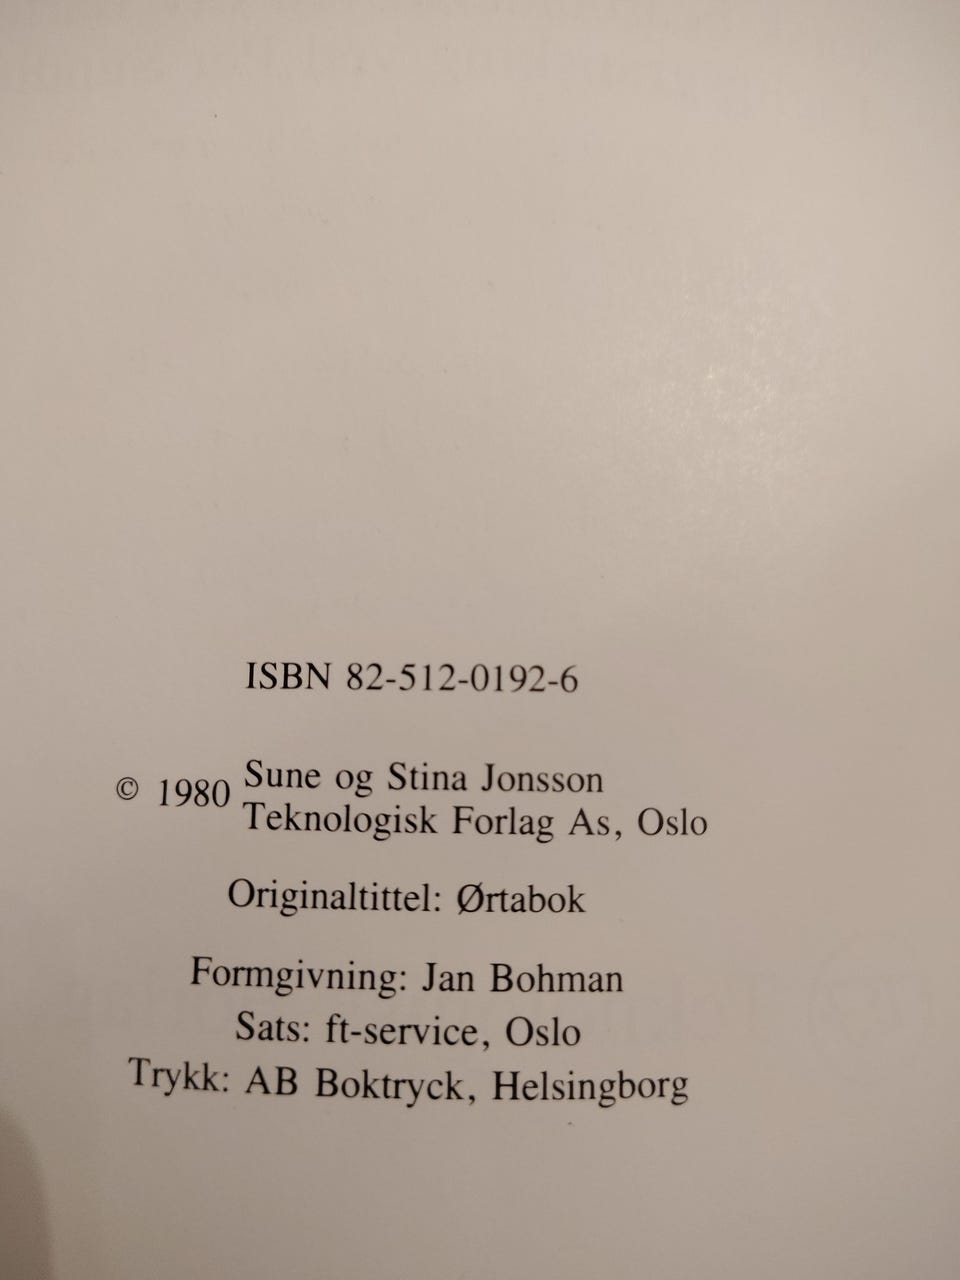 ISBN 82-512-0192-6
© 1980 Sune og Stina Jonsson
Teknologisk Forlag As, Oslo
Originaltittel: Ørtabok
Formgivning: Jan Bohman
Sats: ft-service, Oslo
Trykk: AB Boktryck, Helsingborg